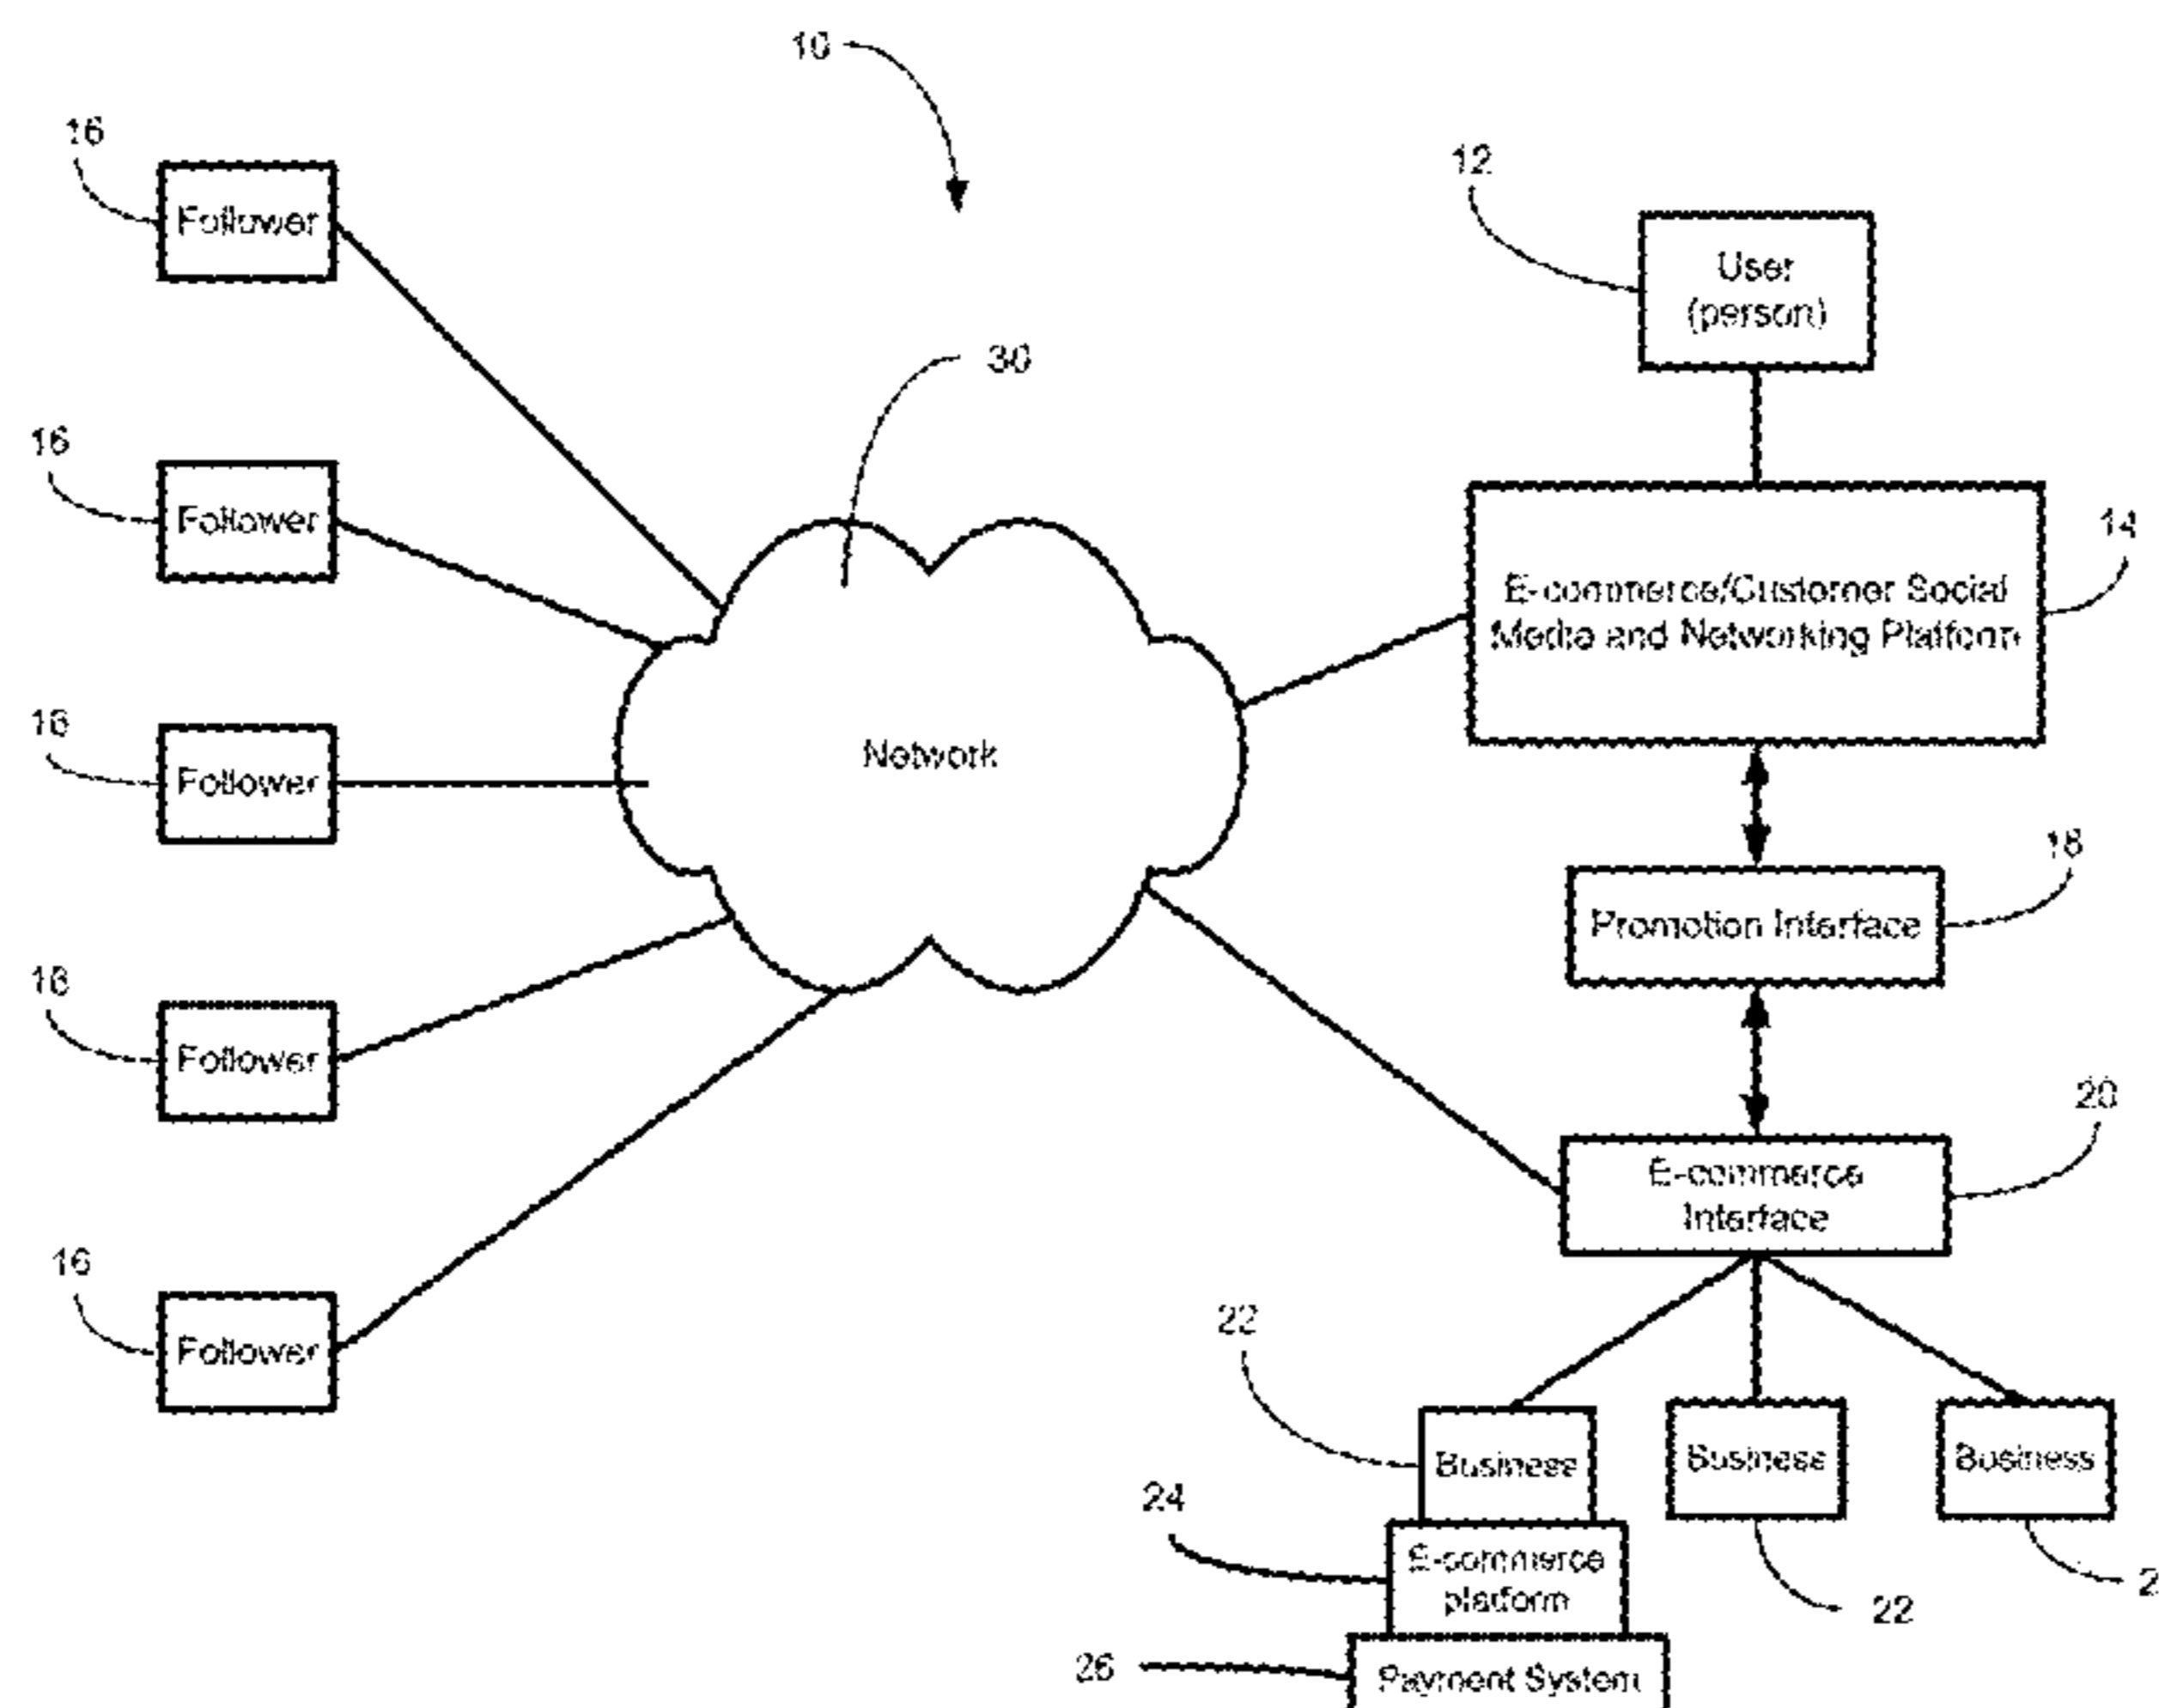 10
16
Follower
12
User
(person)
30
16
Follower
14
E-commerce/Customer Social
Media and Networking Platform
16
Follower
Network
18
Promotion Interface
16
Follower
20
E-commerce
Interface
16
Follower
22
Business
Business
Business
24
E-commerce
platform
22
2
26
Payment System